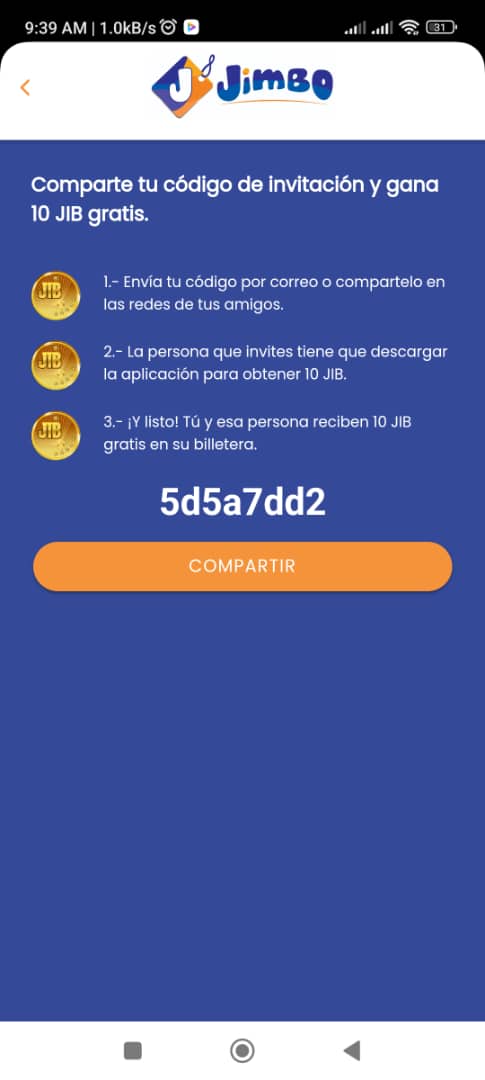 9:39 AM | 1.0kB/s
31
J
JimBO
Comparte tu código de invitación y gana
10 JIB gratis.
JIB
1.- Envía tu código por correo o compartelo en
las redes de tus amigos.
JIB
2.- La persona que invites tiene que descargar
la aplicación para obtener 10 JIB.
JIB
3.- ¡Y listo! Tú y esa persona reciben 10 JIB
gratis en su billetera.
5d5a7dd2
COMPARTIR